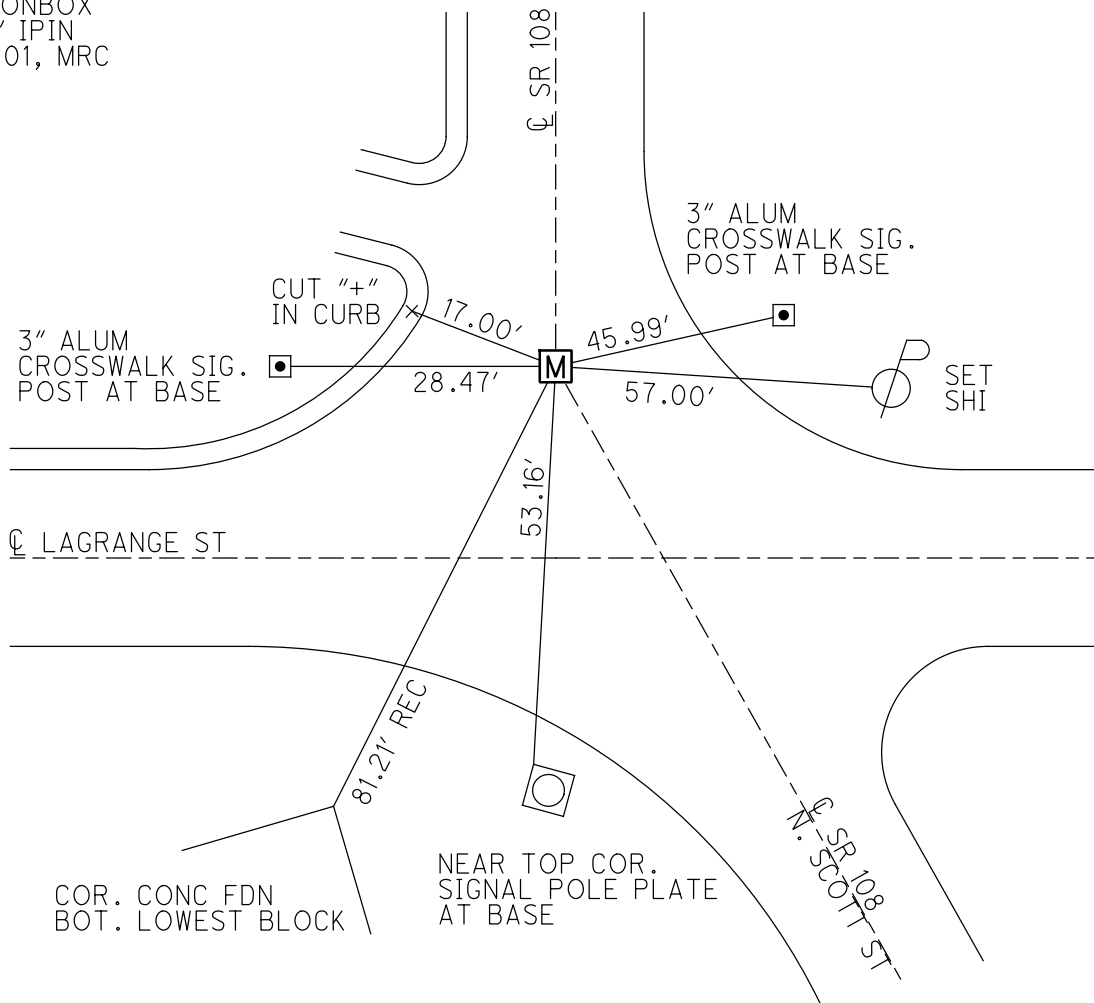 ONBOX
" IPIN
01, MRC
℄ SR 108
3" ALUM
CROSSWALK SIG.
POST AT BASE
CUT "+"
IN CURB
17.00'
45.99'
3" ALUM
CROSSWALK SIG.
POST AT BASE
28.47'
M
57.00'
SET
SHI
53.16'
℄ LAGRANGE ST
81.21' REC
℄ SR 108
N. SCOTT ST
NEAR TOP COR.
SIGNAL POLE PLATE
AT BASE
COR. CONC FDN
BOT. LOWEST BLOCK